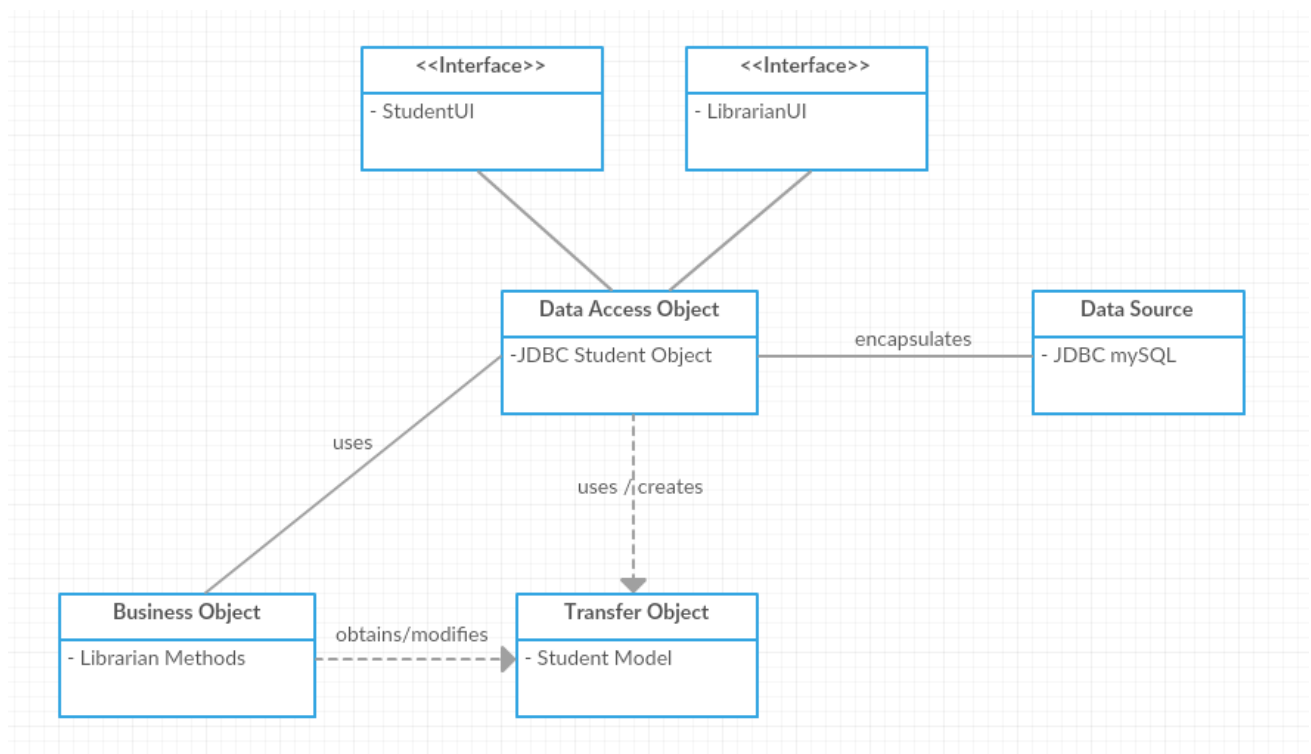 <<Interface>>
- StudentUI
<<Interface>>
- LibrarianUI
Data Access Object
-JDBC Student Object
encapsulates
Data Source
- JDBC mySQL
uses
uses / creates
Business Object
- Librarian Methods
obtains/modifies
Transfer Object
- Student Model